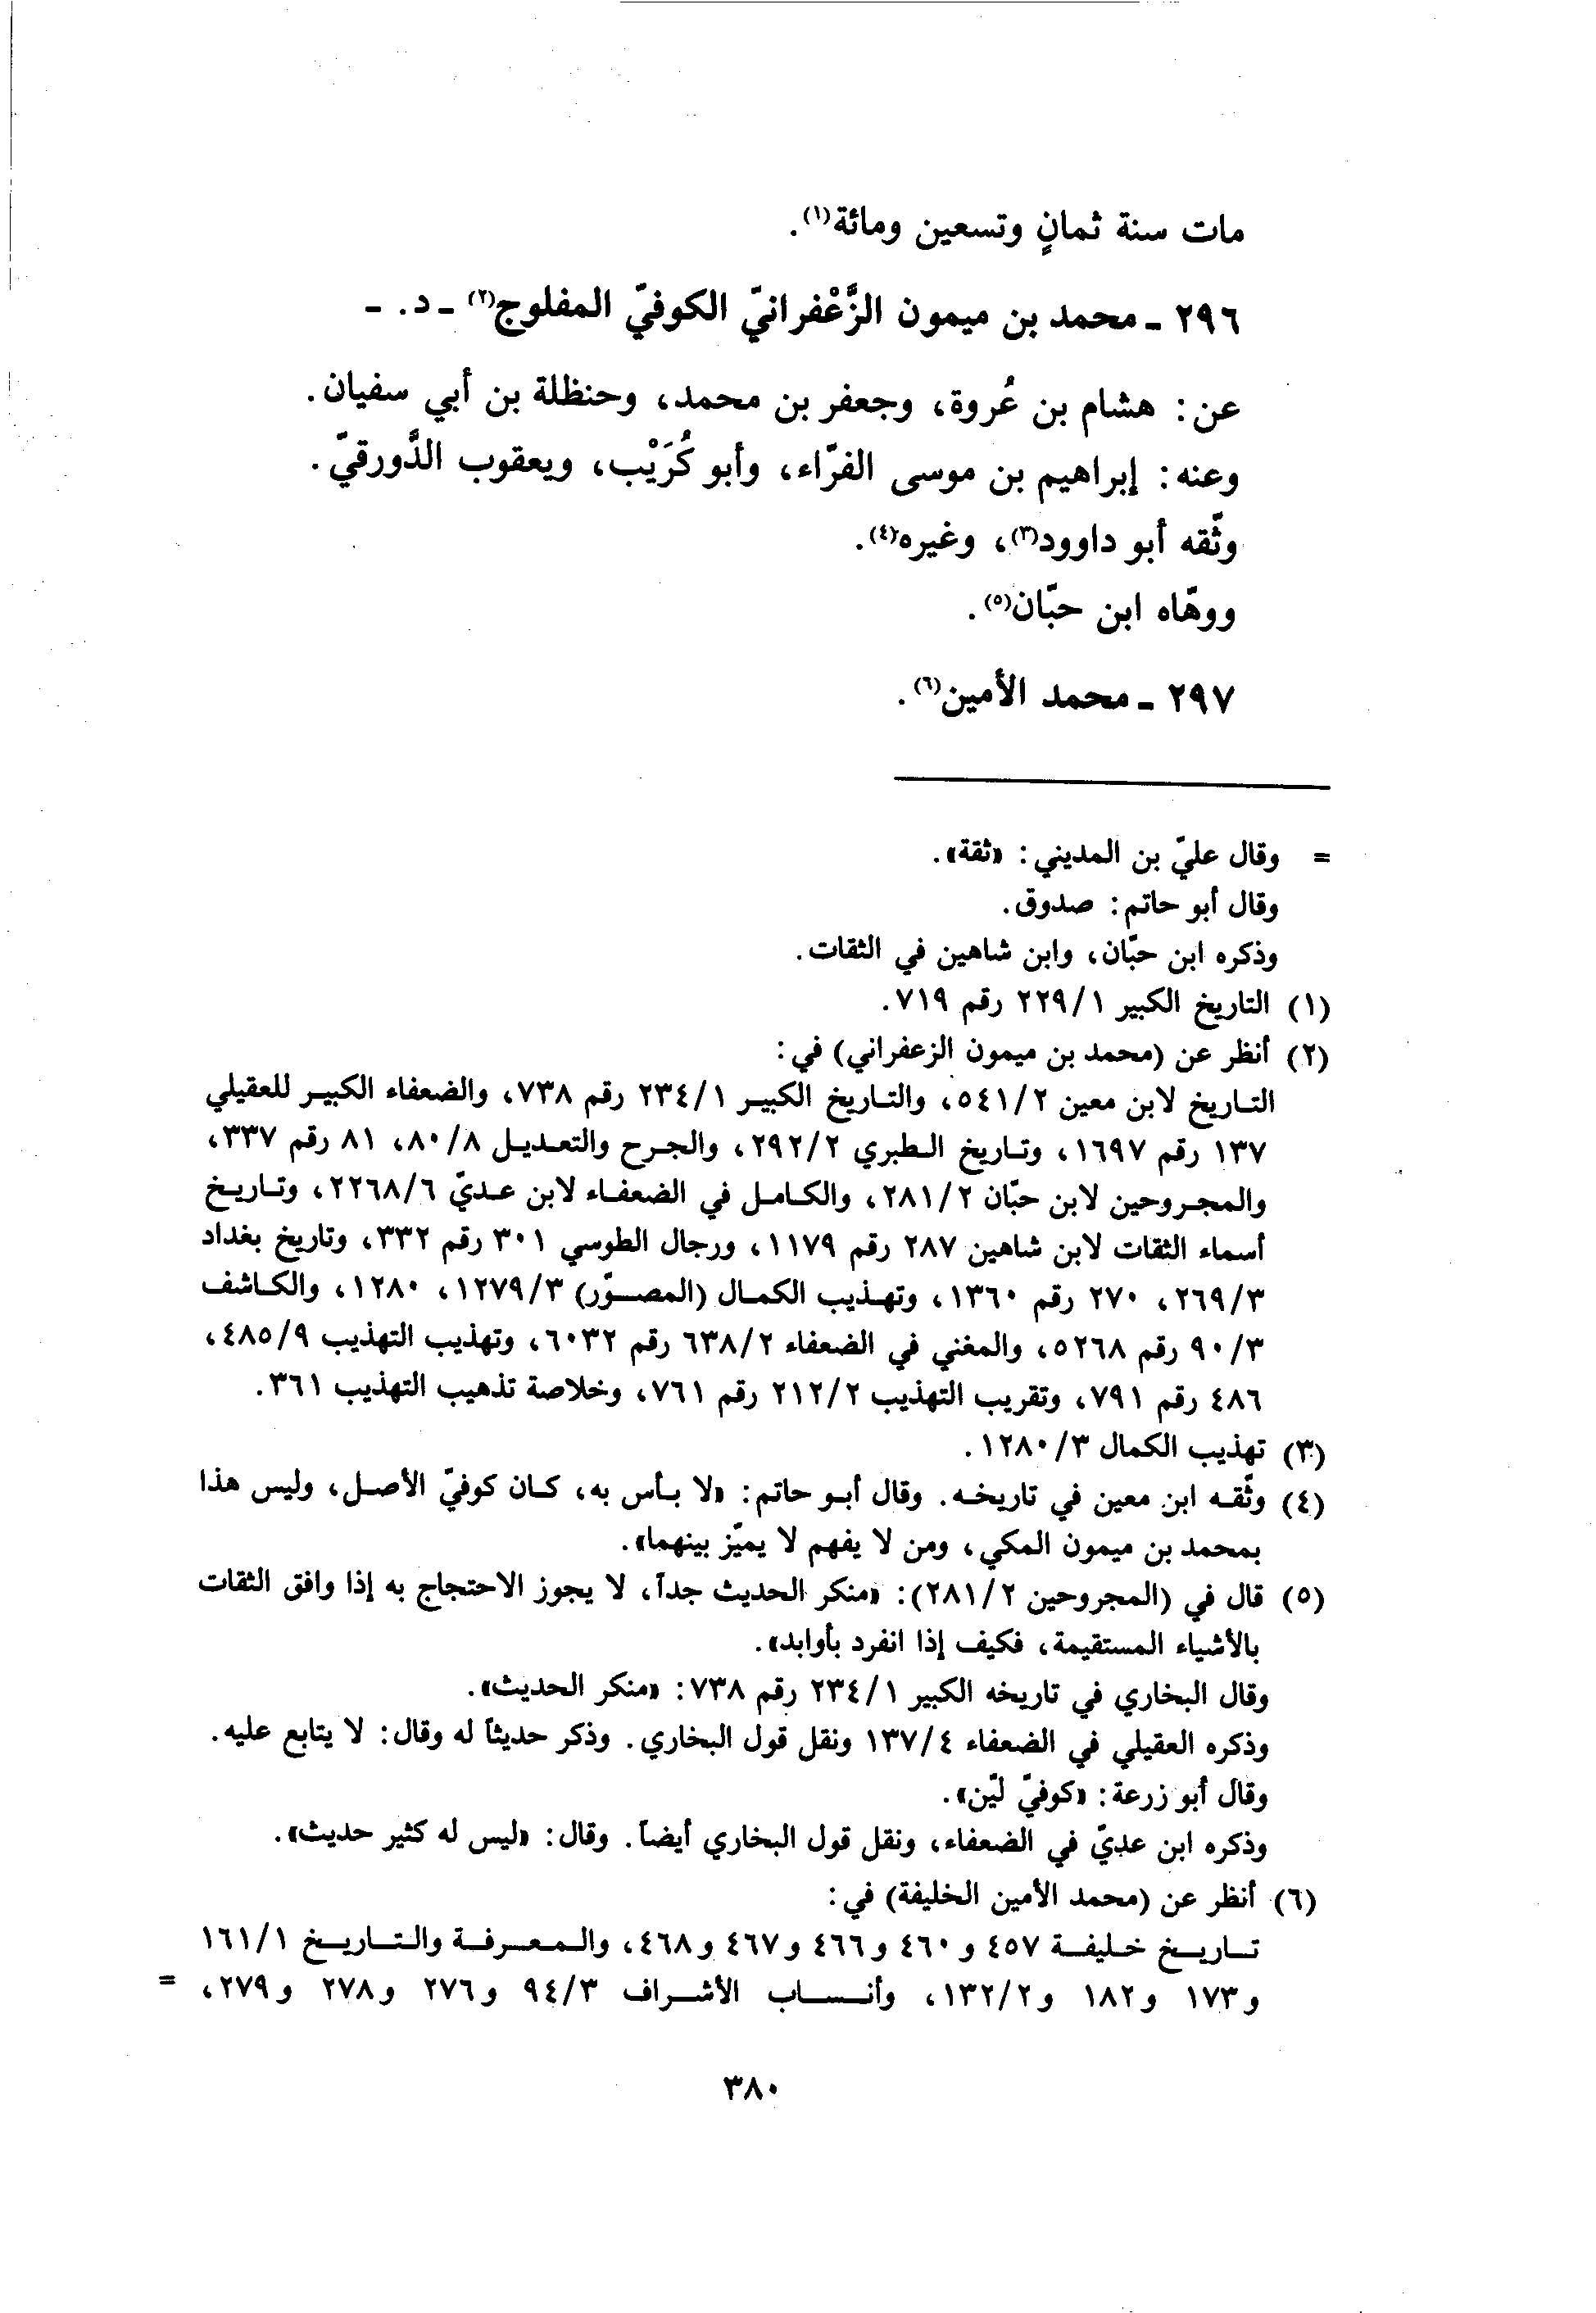 مات سنة ثمانٍ وتسعين ومائة(١).
٢٩٦ ـ محمد بن ميمون الزَّعْفرانيّ الكوفيّ المفلوج(٢) ـ د. ـ
عن: هشام بن عُروة، وجعفر بن محمد، وحنظلة بن أبي سفيان.
وعنه: إبراهيم بن موسى الفرّاء، وأبو كُرَيْب، ويعقوب الدَّورقيّ.
وثّقه أبو داوود(٣)، وغيره(٤).
ووهّاه ابن حبّان(٥).
٢٩٧ ـ محمد الأمين(٦).
= وقال عليّ بن المديني: «ثقة».
وقال أبو حاتم: صدوق.
وذكره ابن حبّان، وابن شاهين في الثقات.
(١) التاريخ الكبير ٢٢٩/١ رقم ٧١٩.
(٢) أنظر عن (محمد بن ميمون الزعفراني) في:
التاريخ لابن معين ٥٤١/٢، والتاريخ الكبير ٢٣٤/١ رقم ٧٣٨، والضعفاء الكبير للعقيلي
١٣٧ رقم ١٦٩٧، وتاريخ الطبري ٢٩٢/٢، والجرح والتعديل ٨٠/٨، ٨١ رقم ٣٣٧،
والمجروحين لابن حبّان ٢٨١/٢، والكامل في الضعفاء لابن عديّ ٢٢٦٨/٦، وتاريخ
أسماء الثقات لابن شاهين ٢٨٧ رقم ١١٧٩، ورجال الطوسي ٣٠١ رقم ٣٣٢، وتاريخ بغداد
٢٦٩/٣، ٢٧٠ رقم ١٣٦٠، وتهذيب الكمال (المصوّر) ١٢٧٩/٣، ١٢٨٠، والكاشف
٩٠/٣ رقم ٥٢٦٨، والمغني في الضعفاء ٦٣٨/٢ رقم ٦٠٣٢، وتهذيب التهذيب ٤٨٥/٩،
٤٨٦ رقم ٧٩١، وتقريب التهذيب ٢١٢/٢ رقم ٧٦١، وخلاصة تذهيب التهذيب ٣٦١.
(٣) تهذيب الكمال ١٢٨٠/٣.
(٤) وثّقه ابن معين في تاريخه. وقال أبو حاتم: «لا بأس به، كان كوفيّ الأصل، وليس هذا
بمحمد بن ميمون المكي، ومن لا يفهم لا يميّز بينهما».
(٥) قال في (المجروحين ٢٨١/٢): «منكر الحديث جداً، لا يجوز الاحتجاج به إذا وافق الثقات
بالأشياء المستقيمة، فكيف إذا انفرد بأوابد».
وقال البخاري في تاريخه الكبير ٢٣٤/١ رقم ٧٣٨: «منكر الحديث».
وذكره العقيلي في الضعفاء ١٣٧/٤ ونقل قول البخاري. وذكر حديثاً له وقال: لا يتابع عليه.
وقال أبو زرعة: «كوفيّ ليّن».
وذكره ابن عديّ في الضعفاء، ونقل قول البخاري أيضاً. وقال: «ليس له كثير حديث».
(٦) أنظر عن (محمد الأمين الخليفة) في:
تاريخ خليفة ٤٥٧ و ٤٦٠ و٤٦٦ و٤٦٧ و٤٦٨، والمعرفة والتاريخ ١٦١/١
و١٧٣ و١٨٢ و١٣٢/٢، وأنساب الأشراف ٩٤/٣ و٢٧٦ و٢٧٨ و٢٧٩، =
٣٨٠